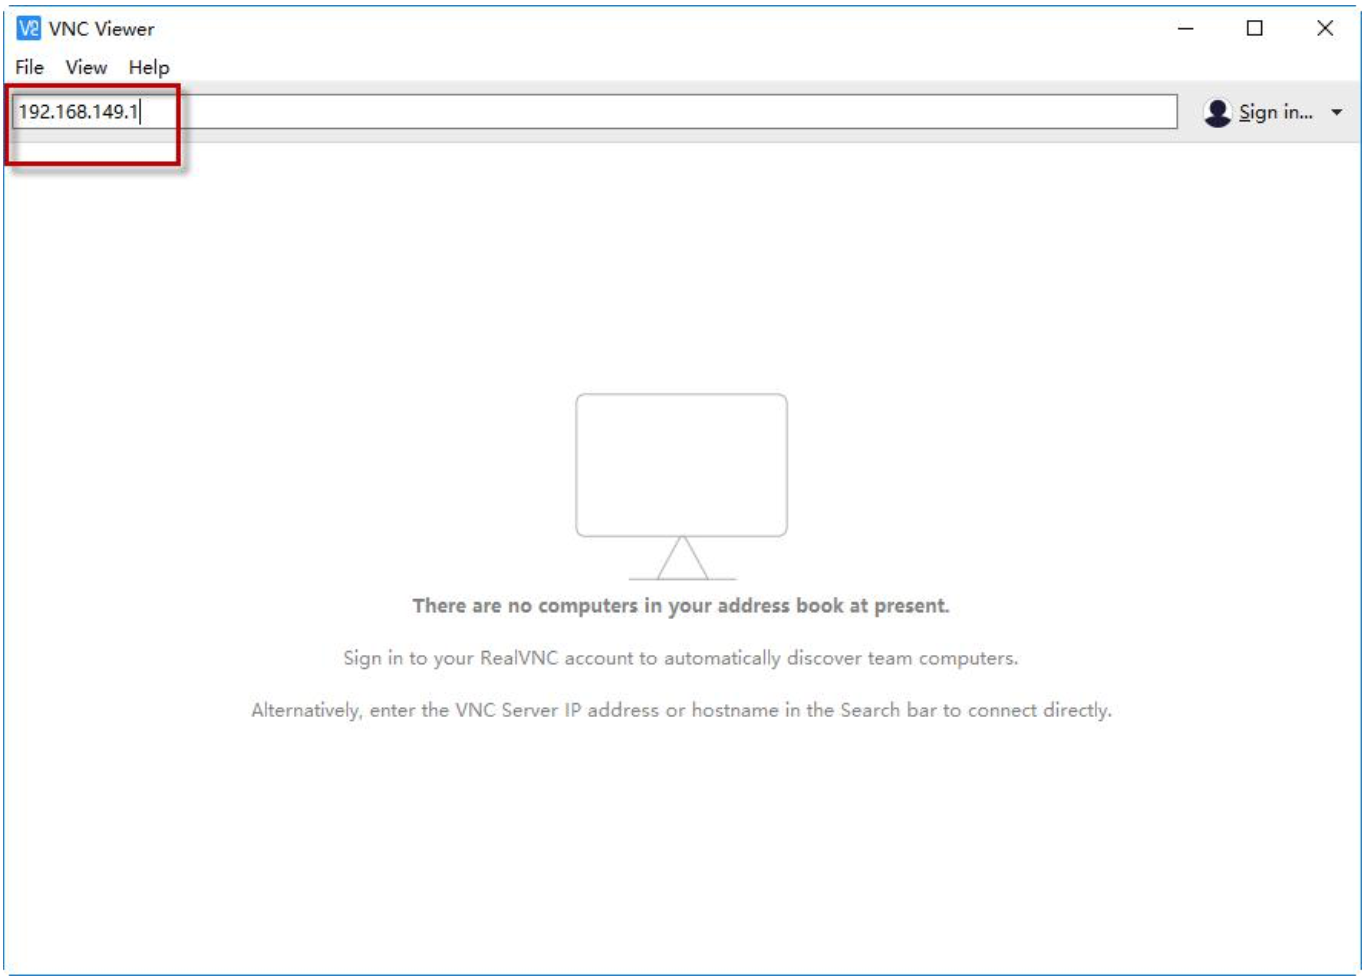 VNC Viewer
File View Help
192.168.149.1
Sign in...
There are no computers in your address book at present.
Sign in to your RealVNC account to automatically discover team computers.
Alternatively, enter the VNC Server IP address or hostname in the Search bar to connect directly.